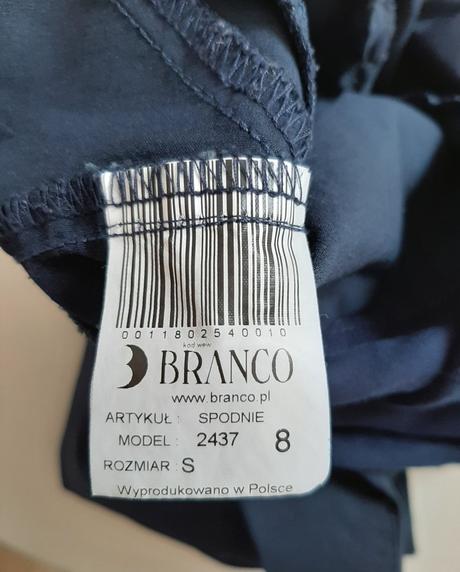 0011802540010
kod wew.
BRANCO
www.branco.pl
ARTYKUŁ : SPODNIE
MODEL : 2437 8
ROZMIAR : S
Wyprodukowano w Polsce